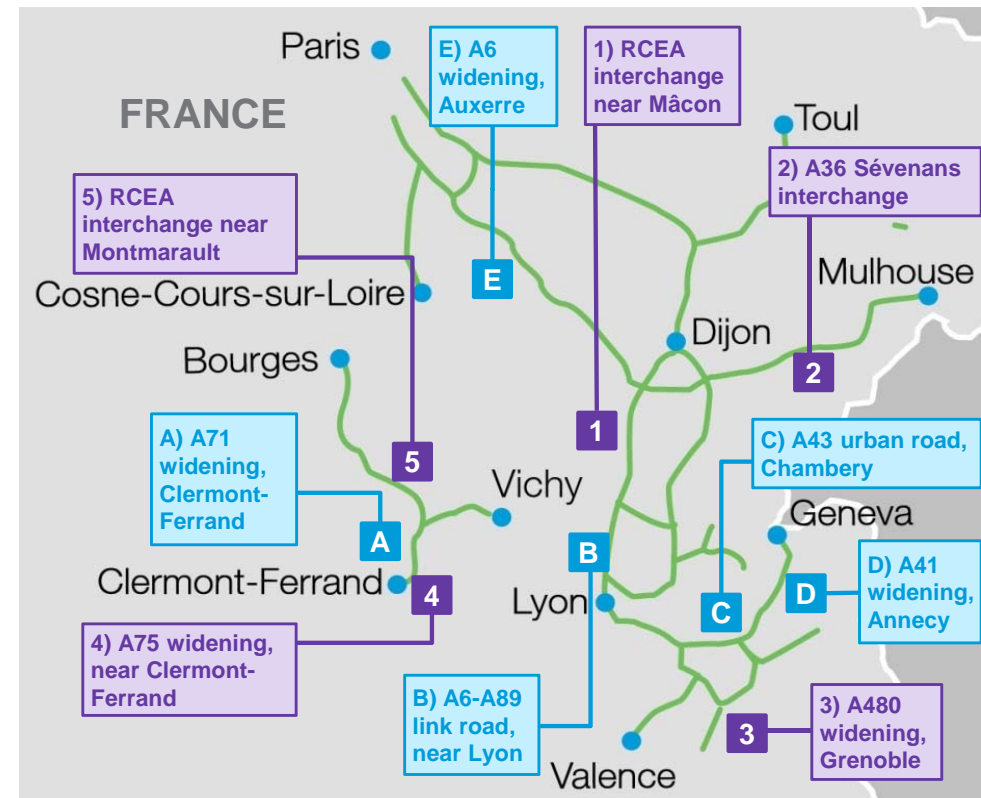 Paris
FRANCE
E) A6
widening,
Auxerre
1) RCEA
interchange
near Mâcon
Toul
2) A36 Sévenans
interchange
5) RCEA
interchange near
Montmarault
E
Mulhouse
Cosne-Cours-sur-Loire
Dijon
Bourges
2
A) A71
widening,
Clermont-
Ferrand
5
1
C) A43 urban road,
Chambery
Vichy
Geneva
A
B
Clermont-Ferrand
4
Lyon
C
D
D) A41
widening,
Annecy
4) A75 widening,
near Clermont-
Ferrand
B) A6-A89
link road,
near Lyon
3
3) A480
widening,
Grenoble
Valence